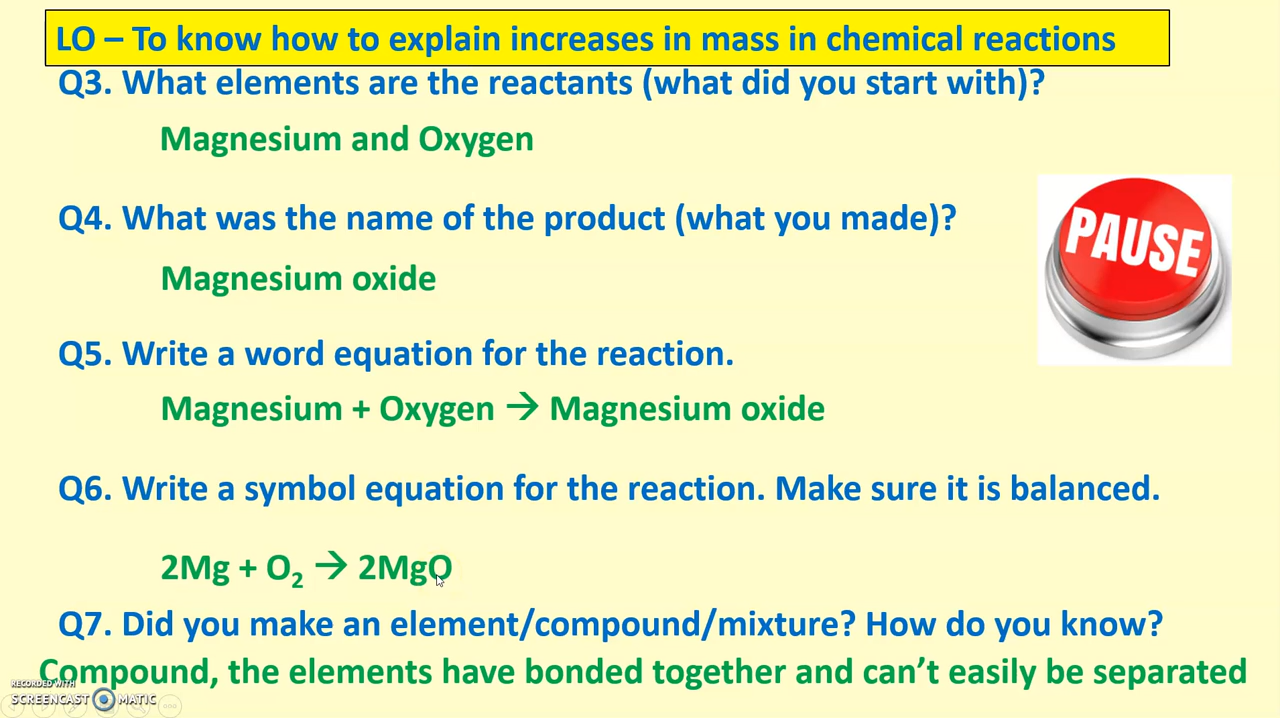 LO – To know how to explain increases in mass in chemical reactions
Q3. What elements are the reactants (what did you start with)?
Magnesium and Oxygen
Q4. What was the name of the product (what you made)?
PAUSE
Magnesium oxide
Q5. Write a word equation for the reaction.
Magnesium + Oxygen → Magnesium oxide
Q6. Write a symbol equation for the reaction. Make sure it is balanced.
2Mg + O₂ → 2MgO
Q7. Did you make an element/compound/mixture? How do you know?
Compound, the elements have bonded together and can’t easily be separated
RECORDED WITH
SCREENCAST MATIC